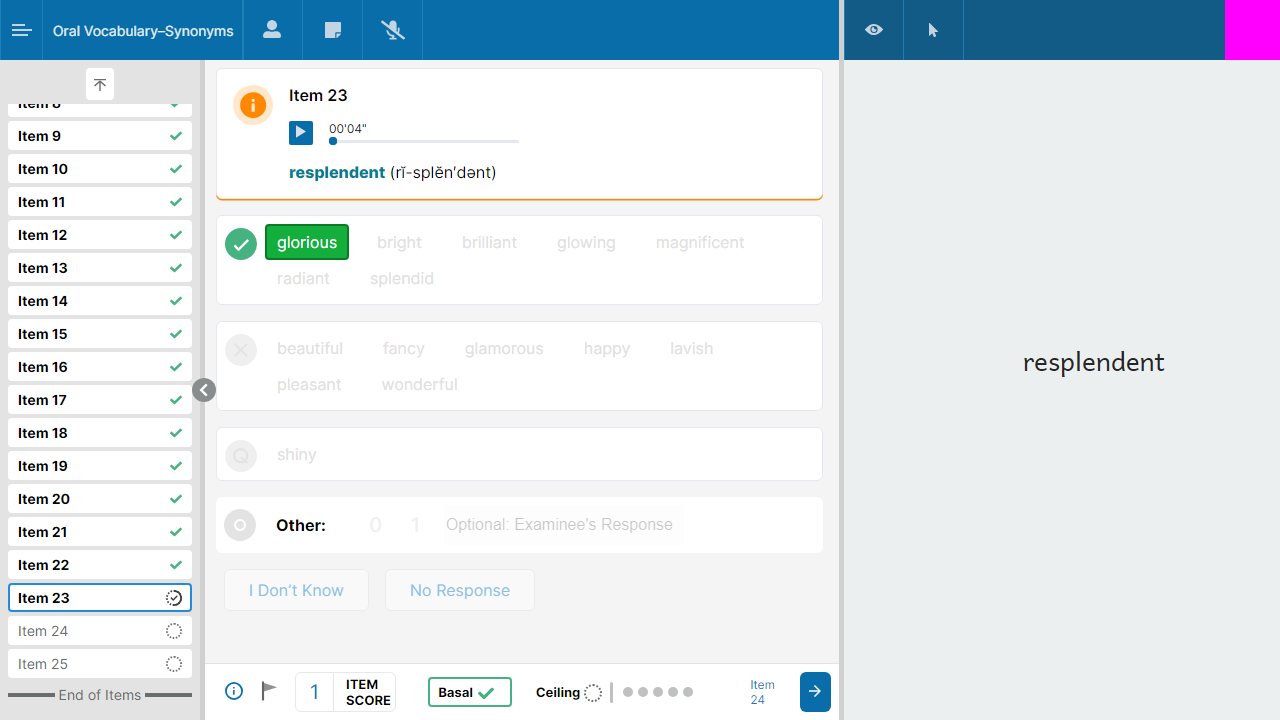 Oral Vocabulary–Synonyms
Item 8
Item 9
Item 10
Item 11
Item 12
Item 13
Item 14
Item 15
Item 16
Item 17
Item 18
Item 19
Item 20
Item 21
Item 22
Item 23
Item 24
Item 25
End of Items
Item 23
00'04"
resplendent (rĭ-splĕn′dənt)
glorious bright brilliant glowing magnificent
radiant splendid
beautiful fancy glamorous happy lavish
pleasant wonderful
Q shiny
Other: 0 1 Optional: Examinee's Response
I Don't Know No Response
1 ITEM SCORE
Basal
Ceiling
Item 24
resplendent